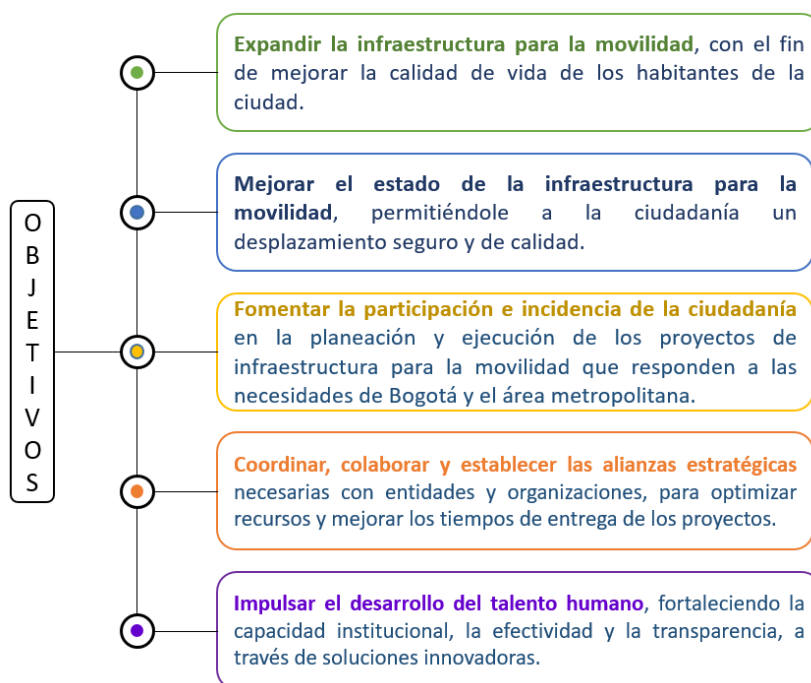 Expandir la infraestructura para la movilidad, con el fin
de mejorar la calidad de vida de los habitantes de la
ciudad.
Mejorar el estado de la infraestructura para la
movilidad, permitiéndole a la ciudadanía un
desplazamiento seguro y de calidad.
OBJETIVOS
Fomentar la participación e incidencia de la ciudadanía
en la planeación y ejecución de los proyectos de
infraestructura para la movilidad que responden a las
necesidades de Bogotá y el área metropolitana.
Coordinar, colaborar y establecer las alianzas estratégicas
necesarias con entidades y organizaciones, para optimizar
recursos y mejorar los tiempos de entrega de los proyectos.
Impulsar el desarrollo del talento humano, fortaleciendo la
capacidad institucional, la efectividad y la transparencia, a
través de soluciones innovadoras.